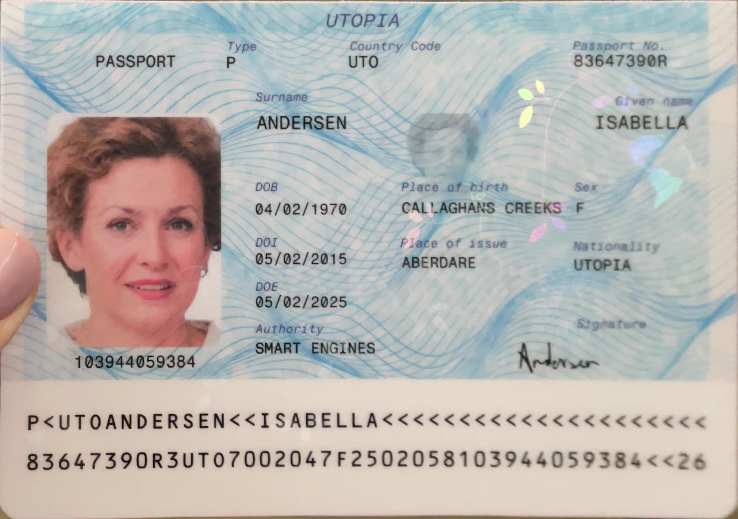 UTOPIA
PASSPORT
Type
P
Country Code
UTO
Passport No.
83647390R
Surname
ANDERSEN
Given name
ISABELLA
DOB
04/02/1970
Place of birth
CALLAGHANS CREEKS
Sex
F
DOI
05/02/2015
Place of issue
ABERDARE
Nationality
UTOPIA
DOE
05/02/2025
Authority
SMART ENGINES
Signature
Andersen
103944059384
P<UTOANDERSEN<<ISABELLA<<<<<<<<<<<<<<<<<<<<<
83647390R3UTO7002047F2502058103944059384<<26